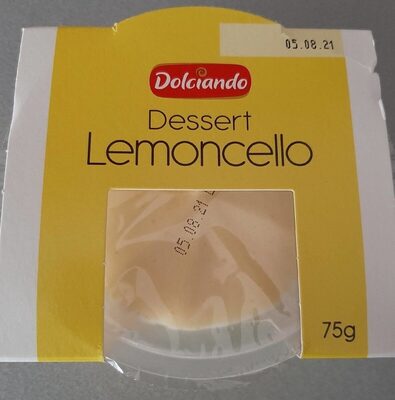 05.08.21
Dolciando
Dessert
Lemoncello
05.08.21 L
75g